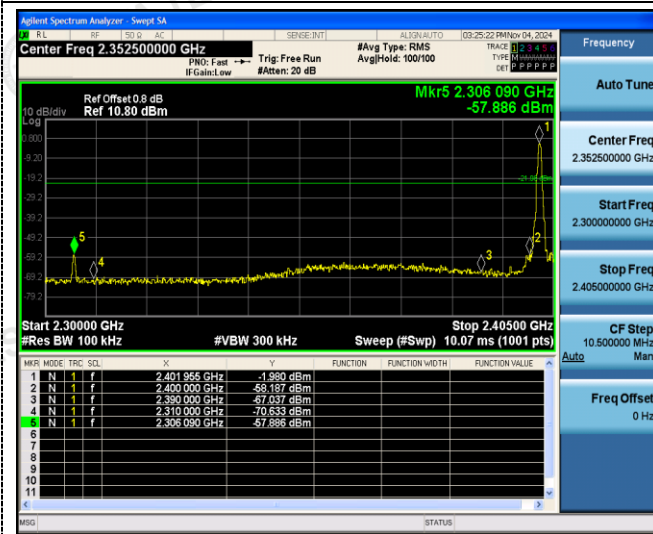 Agilent Spectrum Analyzer - Swept SA
RL RF 50 Ω AC SENSE:INT ALIGNAUTO 03:25:22 PMNov 04, 2024
Center Freq 2.352500000 GHz
PNO: Fast
IFGain:Low
Trig: Free Run
#Atten: 20 dB
#Avg Type: RMS
Avg|Hold: 100/100
TRACE 1 2 3 4 5 6
TYPE M
DET P P P P P P
Ref Offset 0.8 dB
10 dB/div Ref 10.80 dBm
Log
Mkr5 2.306 090 GHz
-57.886 dBm
0.800
-9.20
-19.2
-29.2
-39.2
-49.2
-59.2
-69.2
-79.2
1
2
3
4
5
Start 2.30000 GHz Stop 2.40500 GHz
#Res BW 100 kHz #VBW 300 kHz Sweep (#Swp) 10.07 ms (1001 pts)
MKR MODE TRC SCL X Y FUNCTION FUNCTION WIDTH FUNCTION VALUE
1 N 1 f 2.401 955 GHz -1.980 dBm
2 N 1 f 2.400 000 GHz -58.187 dBm
3 N 1 f 2.390 000 GHz -67.037 dBm
4 N 1 f 2.310 000 GHz -70.633 dBm
5 N 1 f 2.306 090 GHz -57.886 dBm
6
7
8
9
10
11
MSG STATUS
Frequency
Auto Tune
Center Freq
2.352500000 GHz
Start Freq
2.300000000 GHz
Stop Freq
2.405000000 GHz
CF Step
10.500000 MHz
Auto Man
Freq Offset
0 Hz